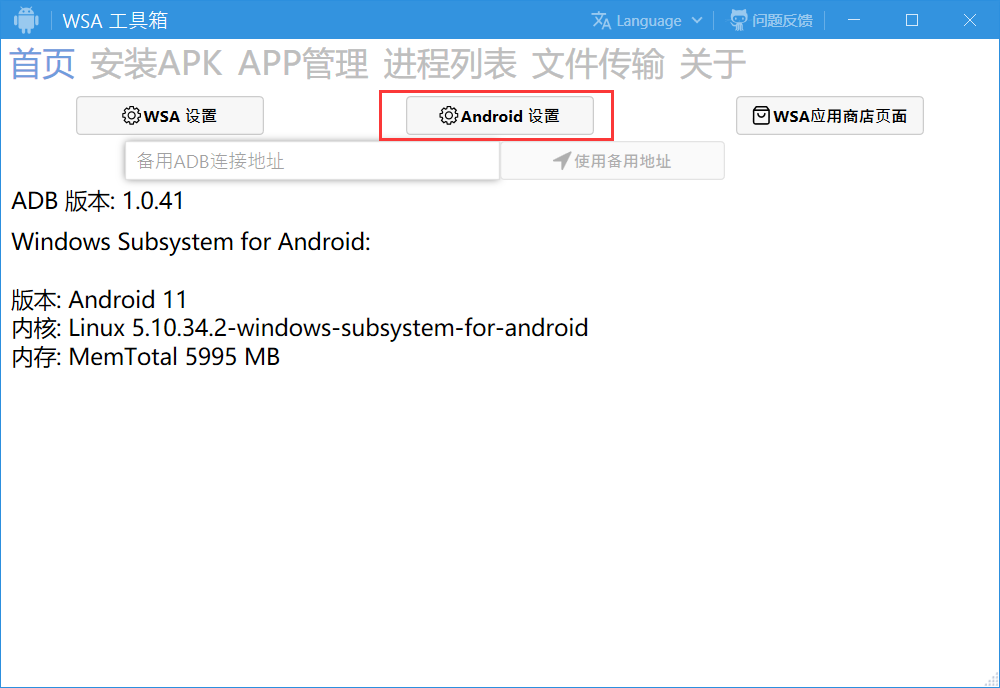 WSA 工具箱 Language 问题反馈
首页 安装APK APP管理 进程列表 文件传输 关于
WSA 设置 Android 设置 WSA应用商店页面
备用ADB连接地址 使用备用地址
ADB 版本: 1.0.41
Windows Subsystem for Android:
版本: Android 11
内核: Linux 5.10.34.2-windows-subsystem-for-android
内存: MemTotal 5995 MB